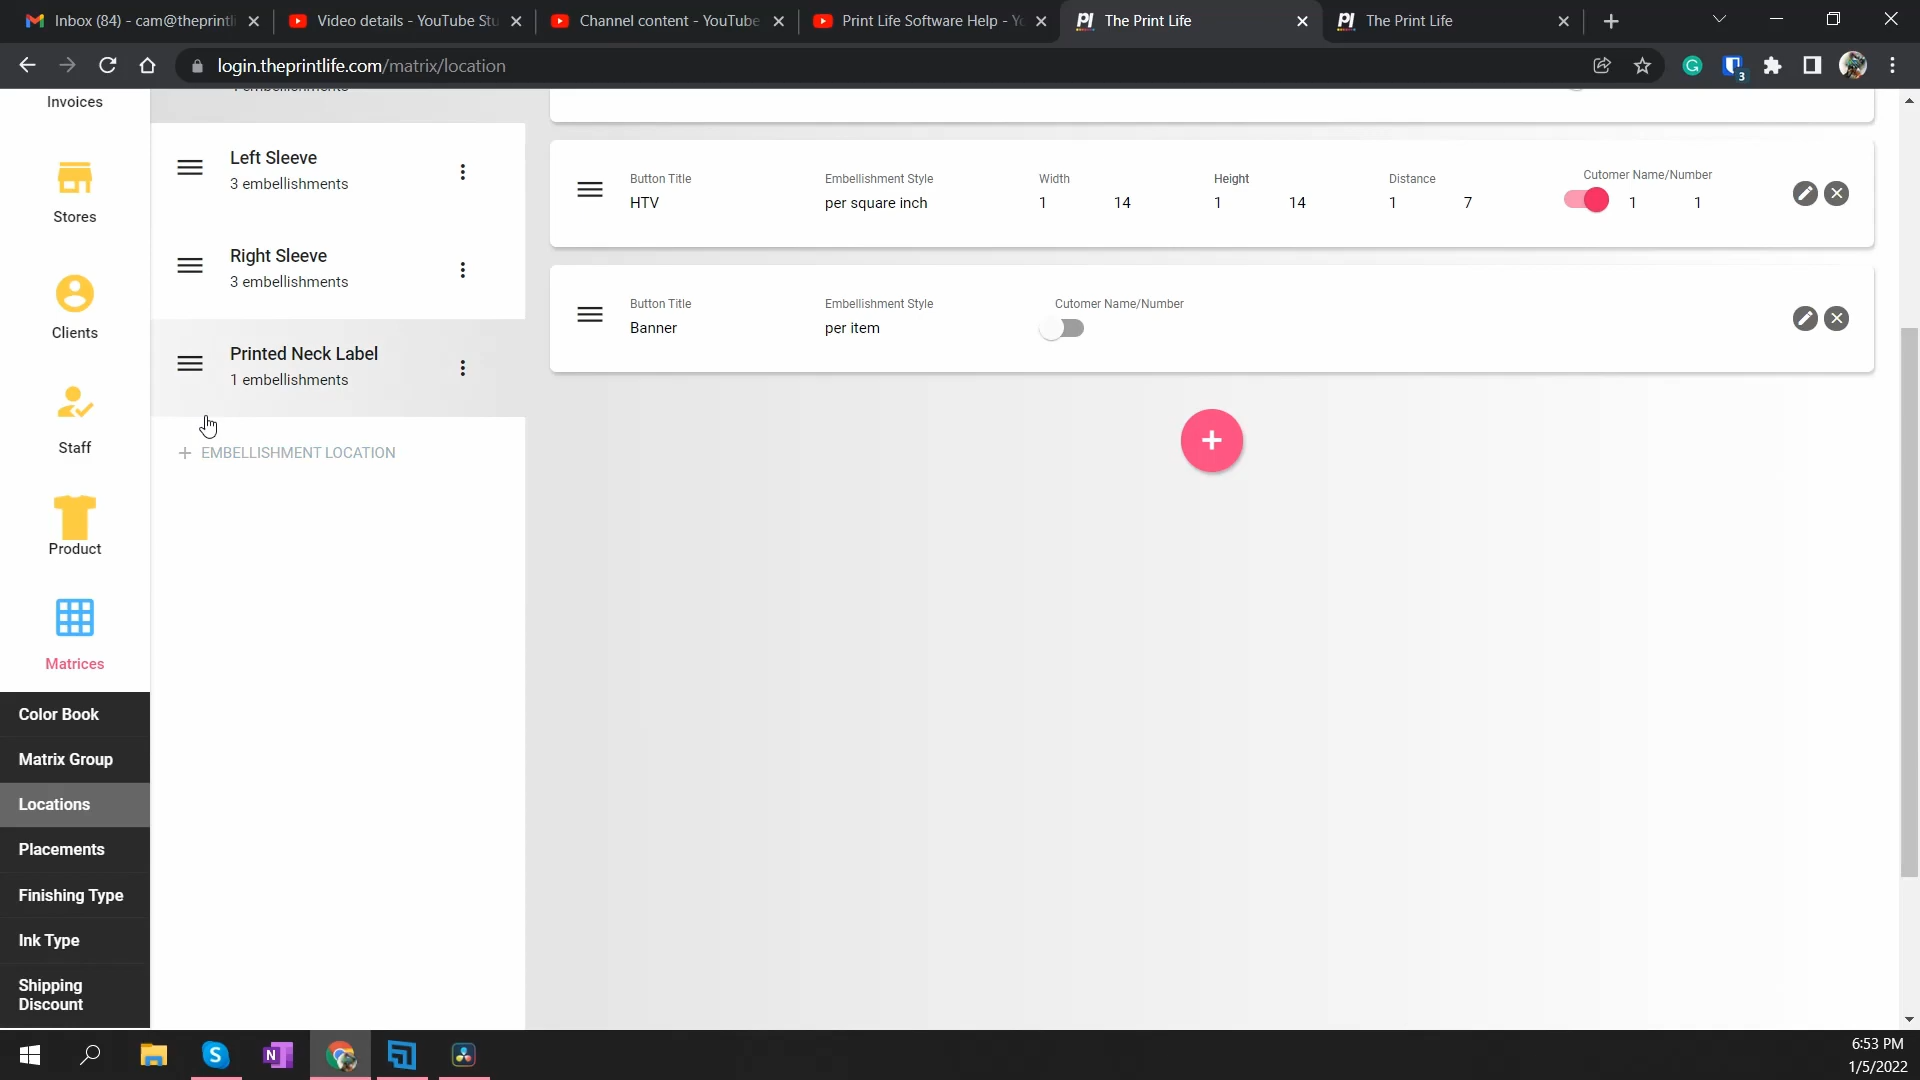 Inbox (84) - cam@theprintli
Video details - YouTube Stu
Channel content - YouTube
Print Life Software Help - Yo
Pl The Print Life
Pl The Print Life
login.theprintlife.com/matrix/location
3
Invoices
Stores
Clients
Staff
Product
Matrices
Color Book
Matrix Group
Locations
Placements
Finishing Type
Ink Type
Shipping
Discount
Left Sleeve
3 embellishments
Right Sleeve
3 embellishments
Printed Neck Label
1 embellishments
+ EMBELLISHMENT LOCATION
Button Title Embellishment Style Width Height Distance Cutomer Name/Number
HTV per square inch 1 14 1 14 1 7 1 1
Button Title Embellishment Style Cutomer Name/Number
Banner per item
+
6:53 PM
1/5/2022